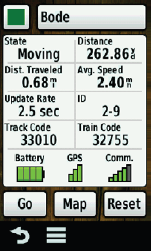 Bode
State
Distance
Moving
262.86
Dist. Traveled
Avg. Speed
0.68
2.40
Update Rate
ID
2.5 sec
2-9
Track Code
Train Code
33010
32755
Battery
GPS
Comm.
Go
Map
Reset